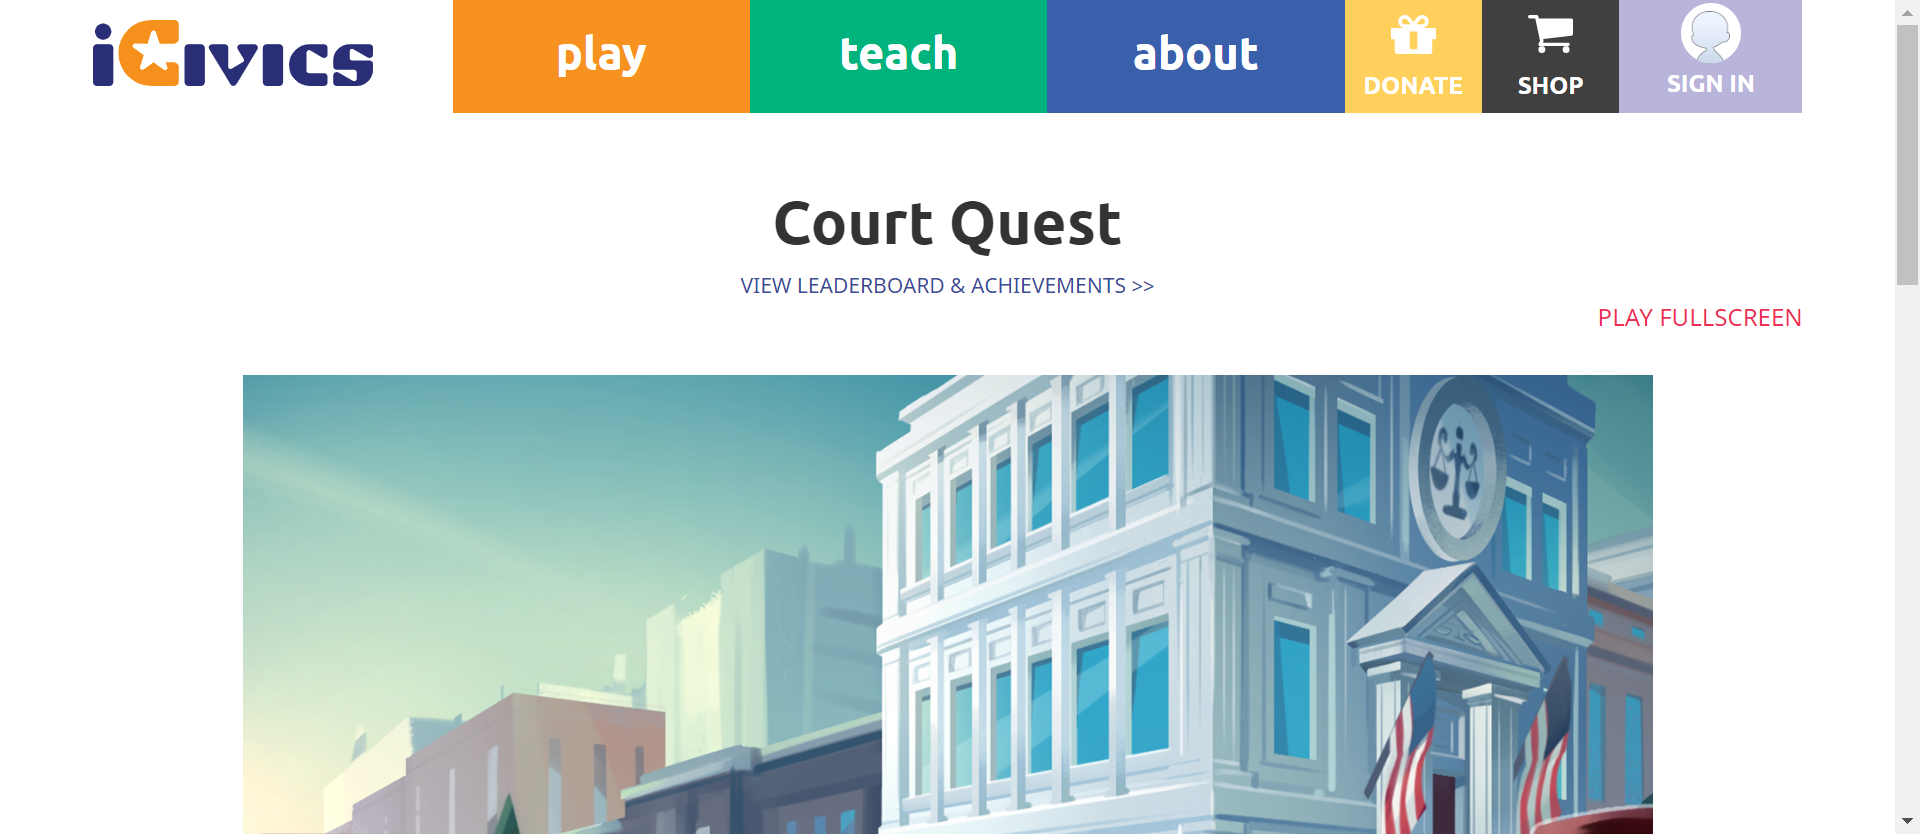 iCivics
play
teach
about
DONATE
SHOP
SIGN IN
Court Quest
VIEW LEADERBOARD & ACHIEVEMENTS >>
PLAY FULLSCREEN